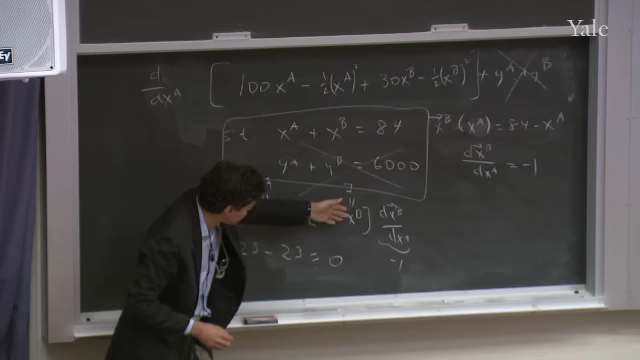 Yale
d/dx^A [100x^A - ½(x^A)² + 30x^B - ½(x^B)²] + y^A + y^B
s.t. x^A + x^B = 84
→ x^B(x^A) = 84 - x^A
y^A + y^B = 6000
dx^B/dx^A = -1
7
x^B] dx^B/dx^A
-1
23 - 23 = 0